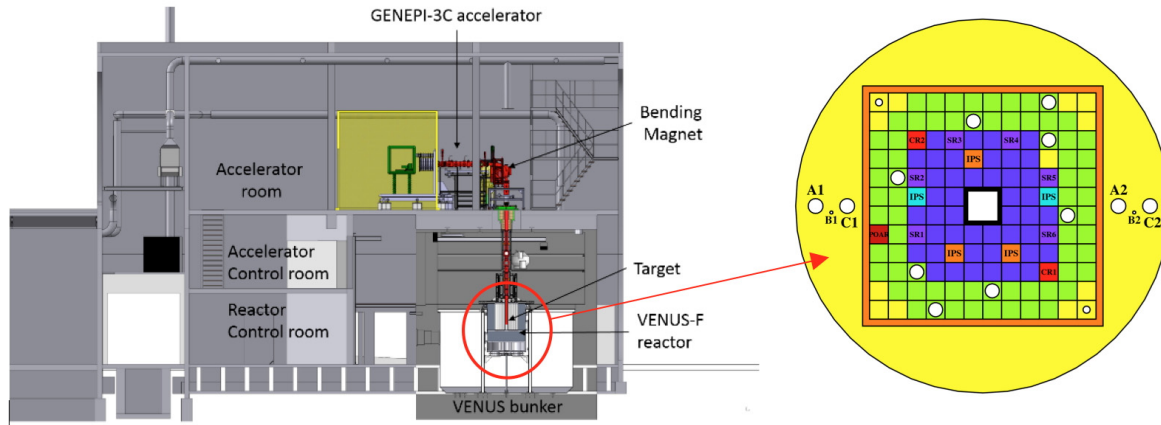 GENEPI-3C accelerator
Bending
Magnet
Accelerator
room
Accelerator
Control room
Target
Reactor
Control room
VENUS-F
reactor
VENUS bunker
CR2
SR3
SR4
IPS
SR2
SR5
IPS
IPS
A1
B1
C1
A2
B2
C2
POAR
SR1
SR6
IPS
IPS
CR1